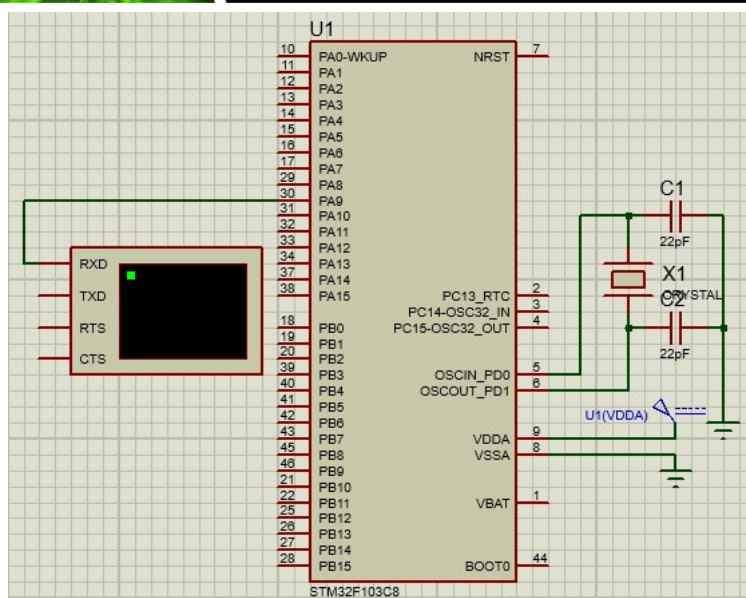 U1
10 PA0-WKUP NRST 7
11 PA1
12 PA2
13 PA3
14 PA4
15 PA5
16 PA6
17 PA7
29 PA8
30 PA9
31 PA10
32 PA11
33 PA12
34 PA13
37 PA14
38 PA15
PC13_RTC 2
PC14-OSC32_IN 3
PC15-OSC32_OUT 4
18 PB0
19 PB1
20 PB2
39 PB3
40 PB4
41 PB5
42 PB6
43 PB7
45 PB8
46 PB9
21 PB10
22 PB11
25 PB12
26 PB13
27 PB14
28 PB15
OSCIN_PD0 5
OSCOUT_PD1 6
VDDA 9
VSSA 8
VBAT 1
BOOT0 44
STM32F103C8
RXD
TXD
RTS
CTS
C1
22pF
X1
CRYSTAL
C2
22pF
U1(VDDA)